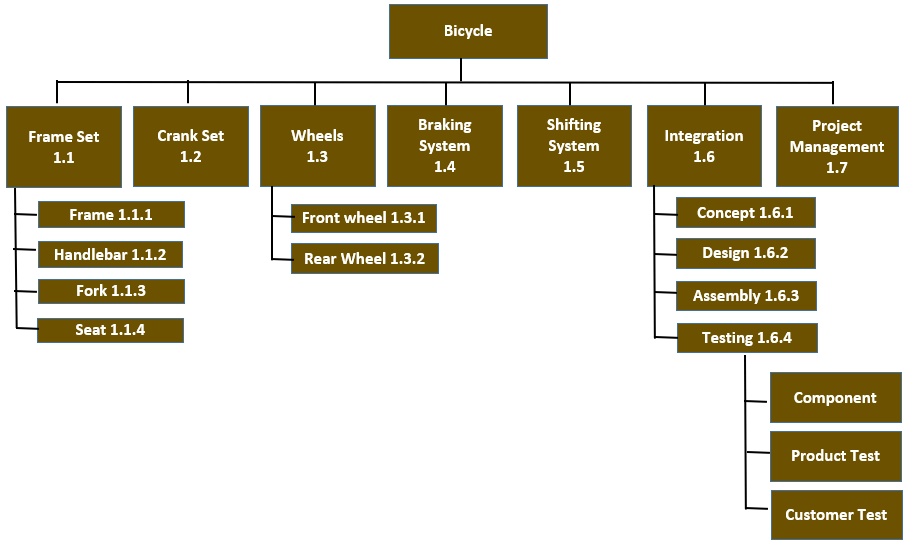 Bicycle
Frame Set
1.1
Crank Set
1.2
Wheels
1.3
Braking
System
1.4
Shifting
System
1.5
Integration
1.6
Project
Management
1.7
Frame 1.1.1
Handlebar 1.1.2
Fork 1.1.3
Seat 1.1.4
Front wheel 1.3.1
Rear Wheel 1.3.2
Concept 1.6.1
Design 1.6.2
Assembly 1.6.3
Testing 1.6.4
Component
Product Test
Customer Test